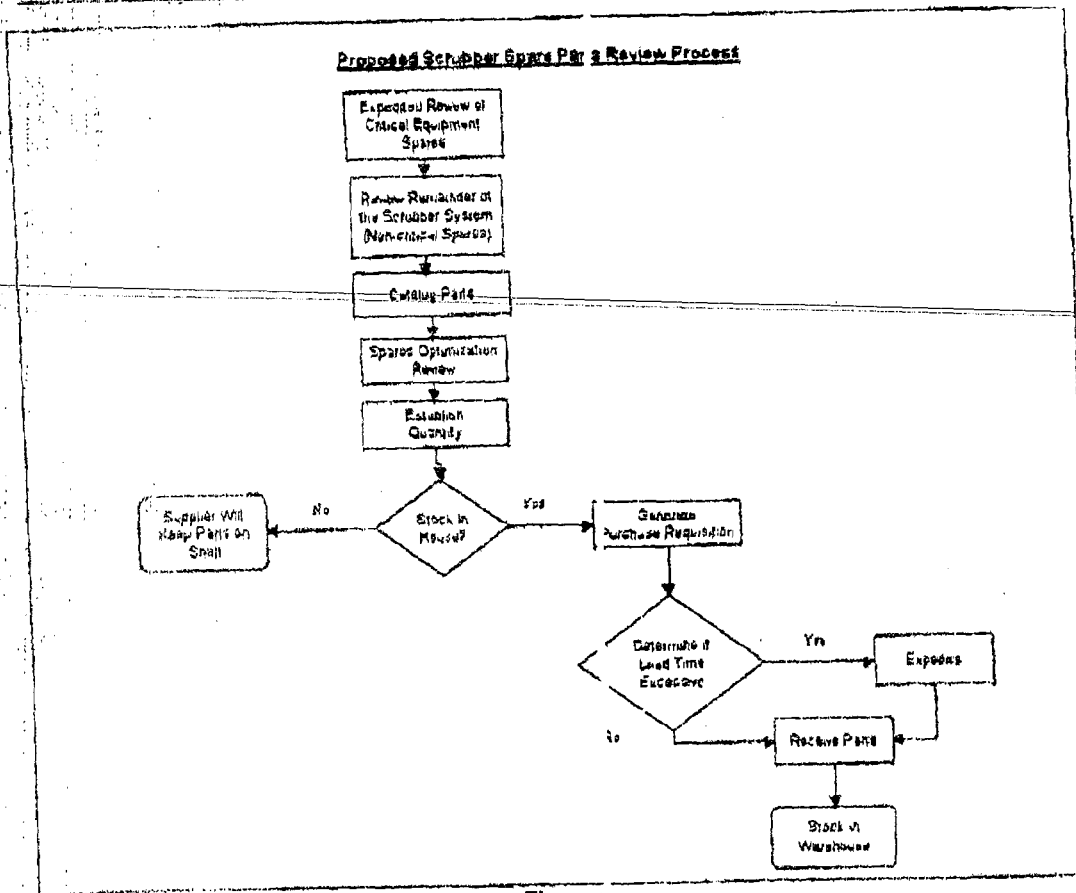 Proposed Scrubber Spare Par s Review Process
Expedited Review of
Critical Equipment
Spares
Review Remainder of
the Scrubber System
(Non-critical Spares)
Catalog Parts
Spares Optimization
Review
Establish
Quantity
No
Yes
Supplier Will
Keep Parts on
Shelf
Stock in
House?
Generate
Purchase Requisition
Determine if
Lead Time
Excessive
Yes
Expedite
No
Receive Parts
Stock in
Warehouse